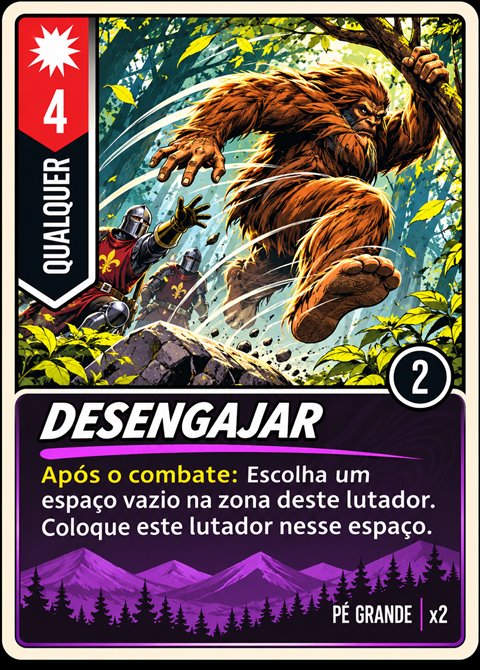 4
QUALQUER
2
DESENGAJAR
Após o combate: Escolha um
espaço vazio na zona deste lutador.
Coloque este lutador nesse espaço.
PÉ GRANDE | x2